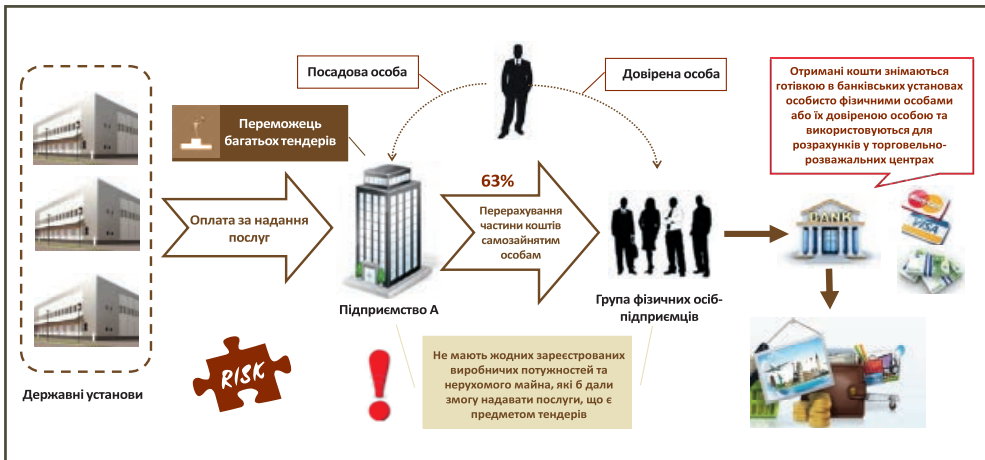 Посадова особа
Довірена особа
Отримані кошти знімаються
готівкою в банківських установах
особисто фізичними особами
або їх довіреною особою та
використовуються для
розрахунків у торговельно-
розважальних центрах
Переможець
багатьох тендерів
Оплата за надання
послуг
63%
Перерахування
частини коштів
самозайнятим
особам
BANK
MasterCard
VISA
Підприємство А
Група фізичних осіб-
підприємців
Державні установи
RISK
Не мають жодних зареєстрованих
виробничих потужностей та
нерухомого майна, які б дали
змогу надавати послуги, що є
предметом тендерів